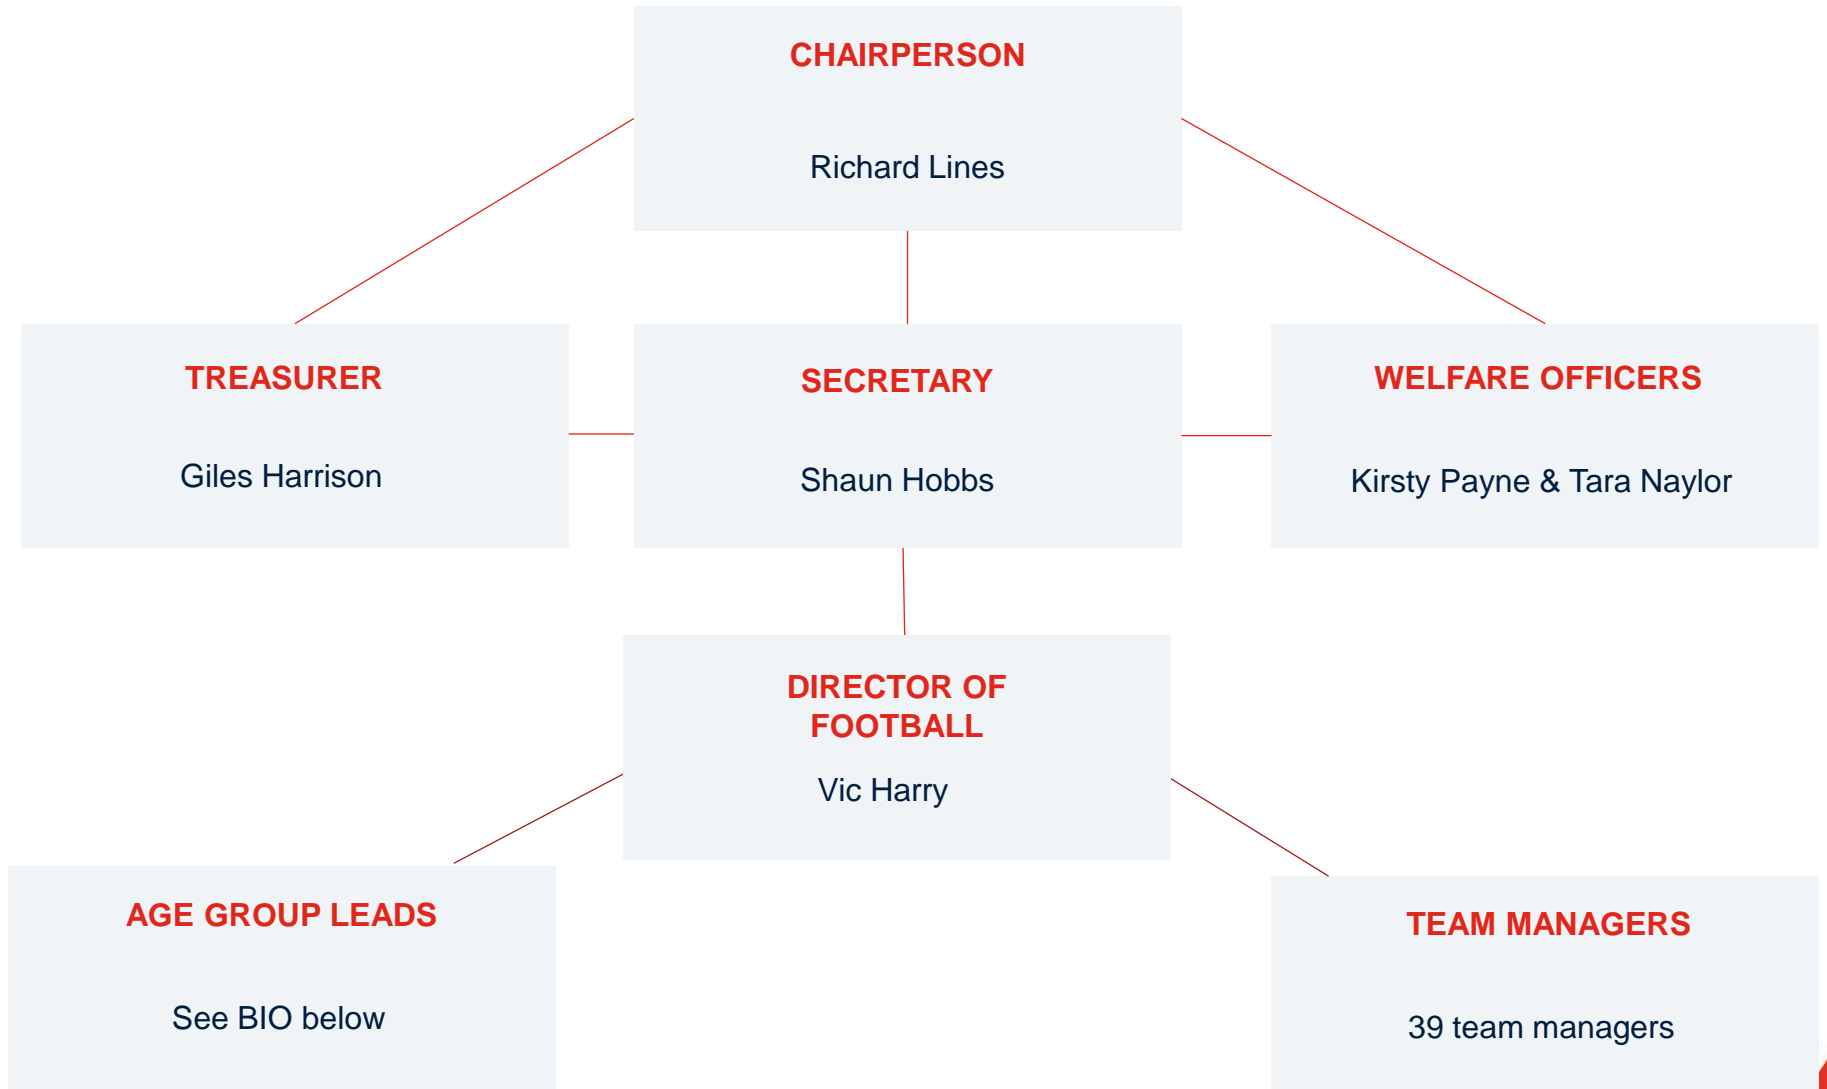 CHAIRPERSON
Richard Lines
TREASURER
Giles Harrison
SECRETARY
Shaun Hobbs
WELFARE OFFICERS
Kirsty Payne & Tara Naylor
DIRECTOR OF
FOOTBALL
Vic Harry
AGE GROUP LEADS
See BIO below
TEAM MANAGERS
39 team managers